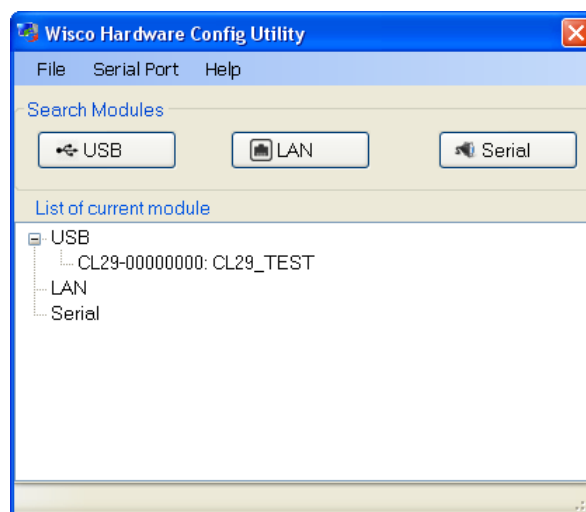 Wisco Hardware Config Utility
File Serial Port Help
Search Modules
USB LAN Serial
List of current module
USB
CL29-00000000: CL29_TEST
LAN
Serial